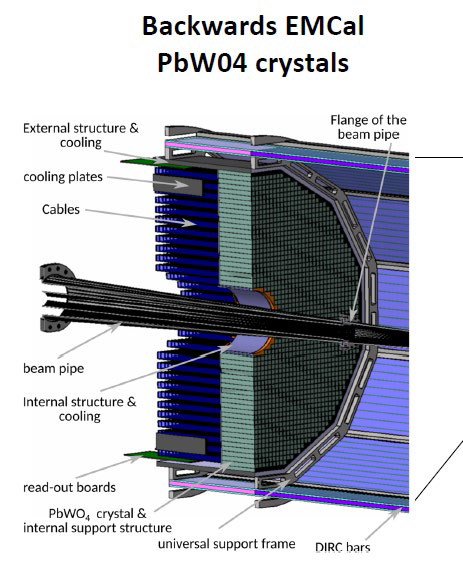 Backwards EMCal
PbW04 crystals
External structure &
cooling
Flange of the
beam pipe
cooling plates
Cables
beam pipe
Internal structure &
cooling
read-out boards
PbWO₄ crystal &
internal support structure
universal support frame
DIRC bars